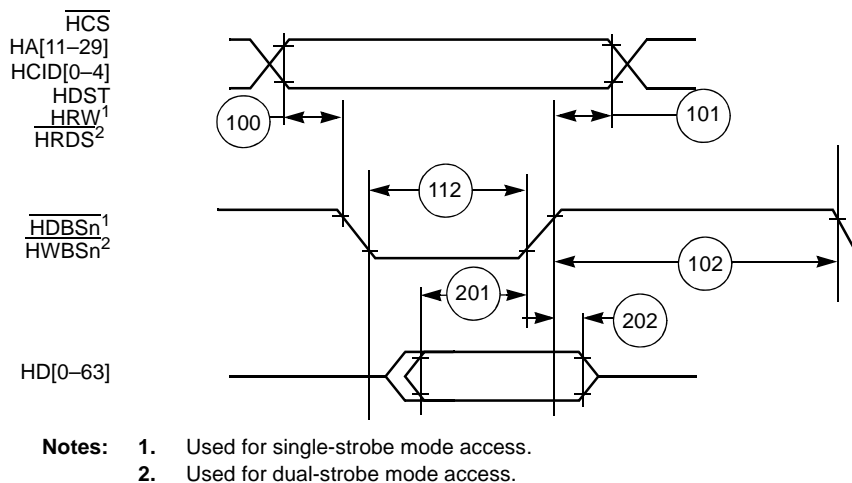 HCS
HA[11–29]
HCID[0–4]
HDST
HRW1
HRDS2
100
101
112
HDBSn1
HWBSn2
102
201
202
HD[0–63]
Notes: 1. Used for single-strobe mode access.
2. Used for dual-strobe mode access.